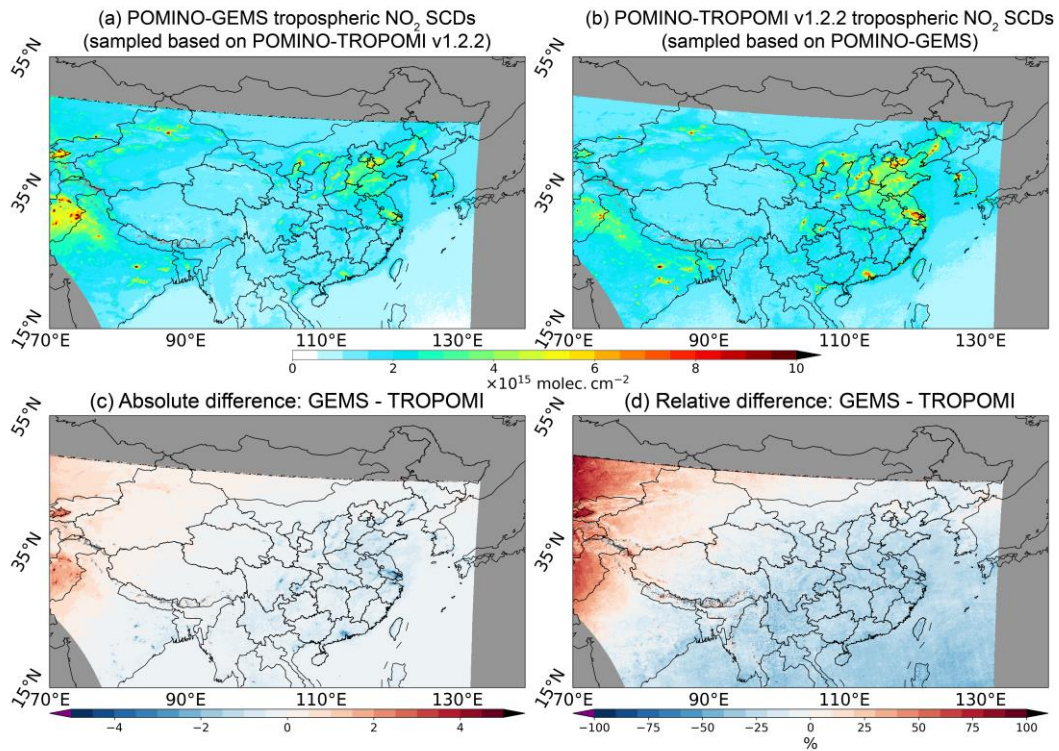 (a) POMINO-GEMS tropospheric NO₂ SCDs
(sampled based on POMINO-TROPOMI v1.2.2)
(b) POMINO-TROPOMI v1.2.2 tropospheric NO₂ SCDs
(sampled based on POMINO-GEMS)
55°N
35°N
15°N
70°E 90°E 110°E 130°E
55°N
35°N
15°N
70°E 90°E 110°E 130°E
0 2 4 6 8 10
×10¹⁵ molec. cm⁻²
(c) Absolute difference: GEMS - TROPOMI
(d) Relative difference: GEMS - TROPOMI
55°N
35°N
15°N
70°E 90°E 110°E 130°E
55°N
35°N
15°N
70°E 90°E 110°E 130°E
−4 −2 0 2 4
−100 −75 −50 −25 0 25 50 75 100
%